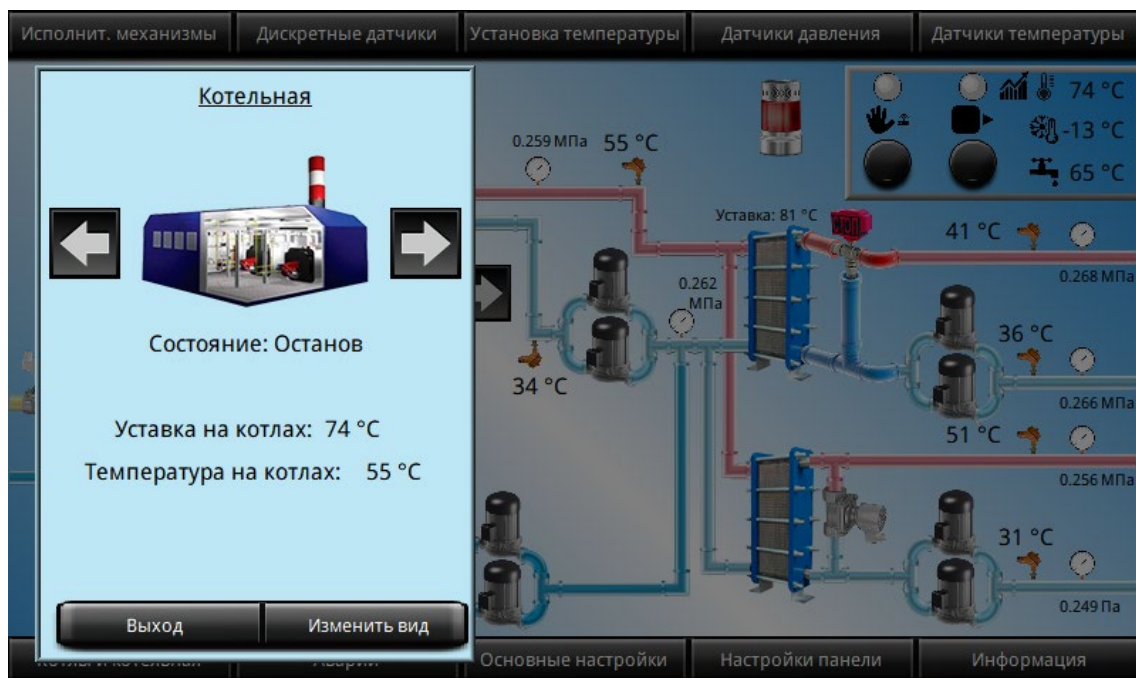 Исполнит. механизмы
Дискретные датчики
Установка температуры
Датчики давления
Датчики температуры
Котельная
Состояние: Останов
Уставка на котлах: 74 °C
Температура на котлах: 55 °C
Выход
Изменить вид
0.259 МПа
55 °C
74 °C
-13 °C
65 °C
Уставка: 81 °C
41 °C
0.268 МПа
0.262
МПа
34 °C
36 °C
0.266 МПа
51 °C
0.256 МПа
31 °C
0.249 Па
Котлы и котельная
Аварии
Основные настройки
Настройки панели
Информация